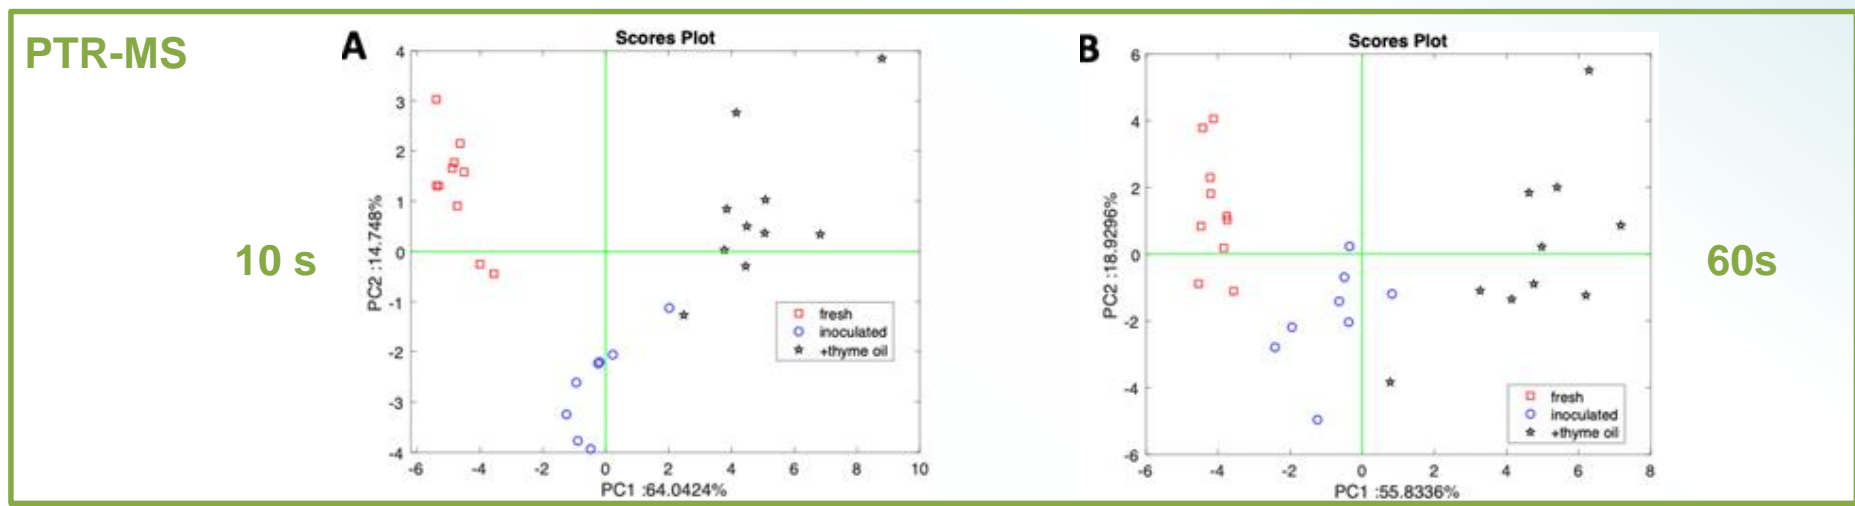 PTR-MS
10 s
A
Scores Plot
4
3
2
1
0
-1
-2
-3
-4
PC2 :14.748%
-6 -4 -2 0 2 4 6 8 10
PC1 :64.0424%
fresh
inoculated
+thyme oil
B
Scores Plot
6
4
2
0
-2
-4
-6
PC2 :18.9296%
-6 -4 -2 0 2 4 6 8
PC1 :55.8336%
fresh
inoculated
+thyme oil
60s